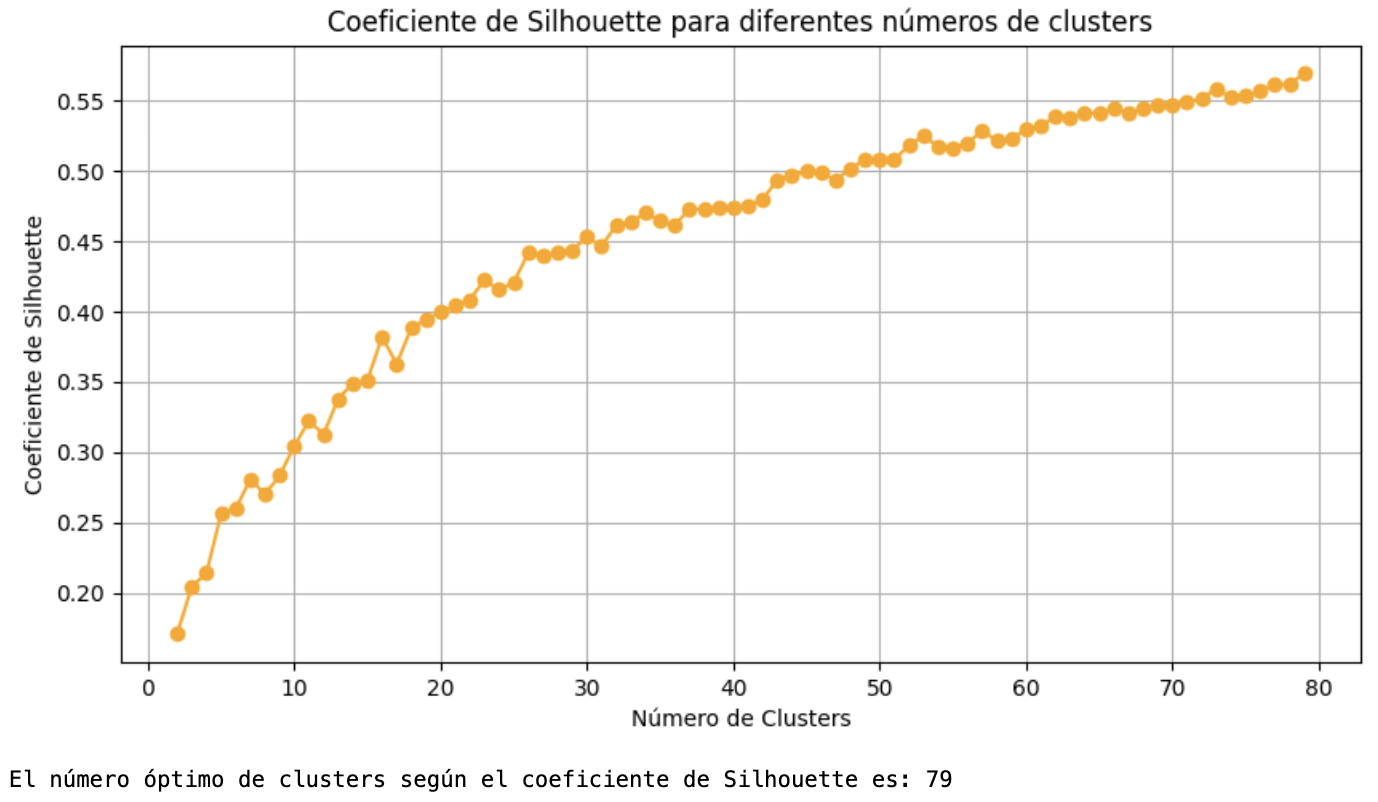 Coeficiente de Silhouette para diferentes números de clusters
Coeficiente de Silhouette
0.55
0.50
0.45
0.40
0.35
0.30
0.25
0.20
0 10 20 30 40 50 60 70 80
Número de Clusters
El número óptimo de clusters según el coeficiente de Silhouette es: 79